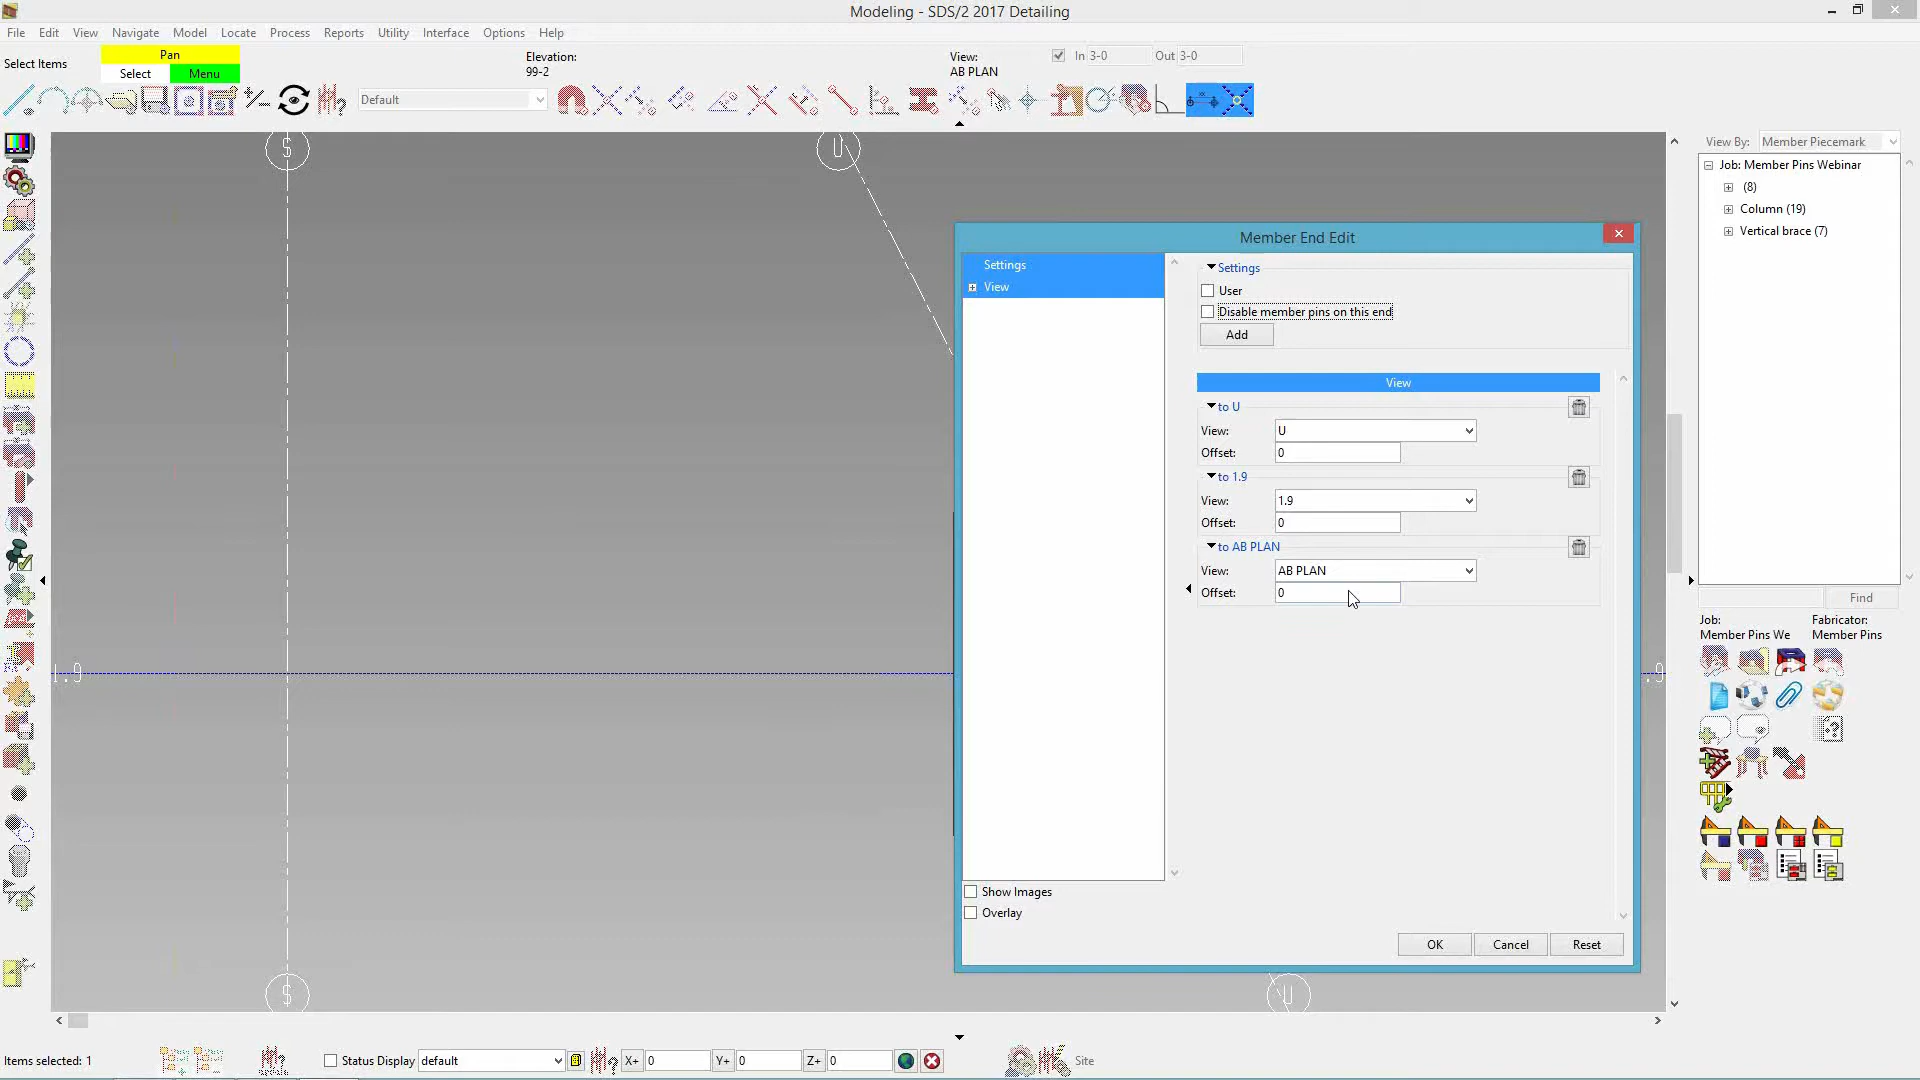 Modeling - SDS/2 2017 Detailing
File Edit View Navigate Model Locate Process Reports Utility Interface Options Help
Select Items
Pan
Select Menu
Elevation:
99-2
View:
AB PLAN
In 3-0
Out 3-0
Default
S
U
1.9
.9
S
U
Member End Edit
Settings
View
Settings
User
Disable member pins on this end
Add
View
to U
View: U
Offset: 0
to 1.9
View: 1.9
Offset: 0
to AB PLAN
View: AB PLAN
Offset: 0
Show Images
Overlay
OK Cancel Reset
View By: Member Piecemark
Job: Member Pins Webinar
(8)
Column (19)
Vertical brace (7)
Find
Job: Fabricator:
Member Pins We Member Pins
Items selected: 1
Status Display default
X+ 0 Y+ 0 Z+ 0
Site